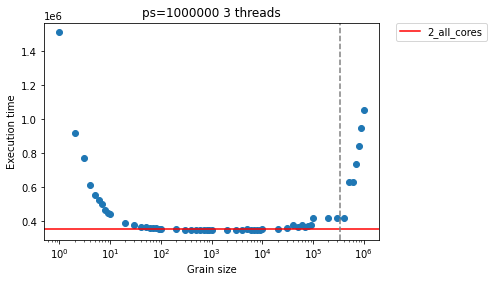 ps=1000000 3 threads
1e6
2_all_cores
1.4
1.2
1.0
0.8
0.6
0.4
Execution time
10^0
10^1
10^2
10^3
10^4
10^5
10^6
Grain size